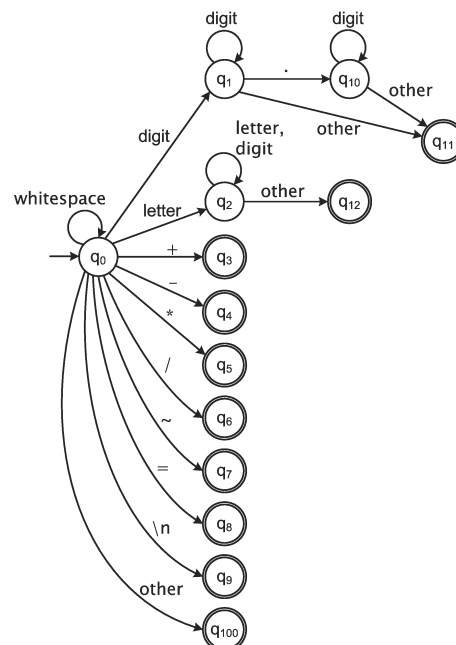 digit
digit
q1
.
q10
other
other
q11
digit
letter,
digit
whitespace
letter
q2
other
q12
q0
+
q3
–
q4
*
q5
/
q6
~
q7
=
q8
\n
q9
other
q100